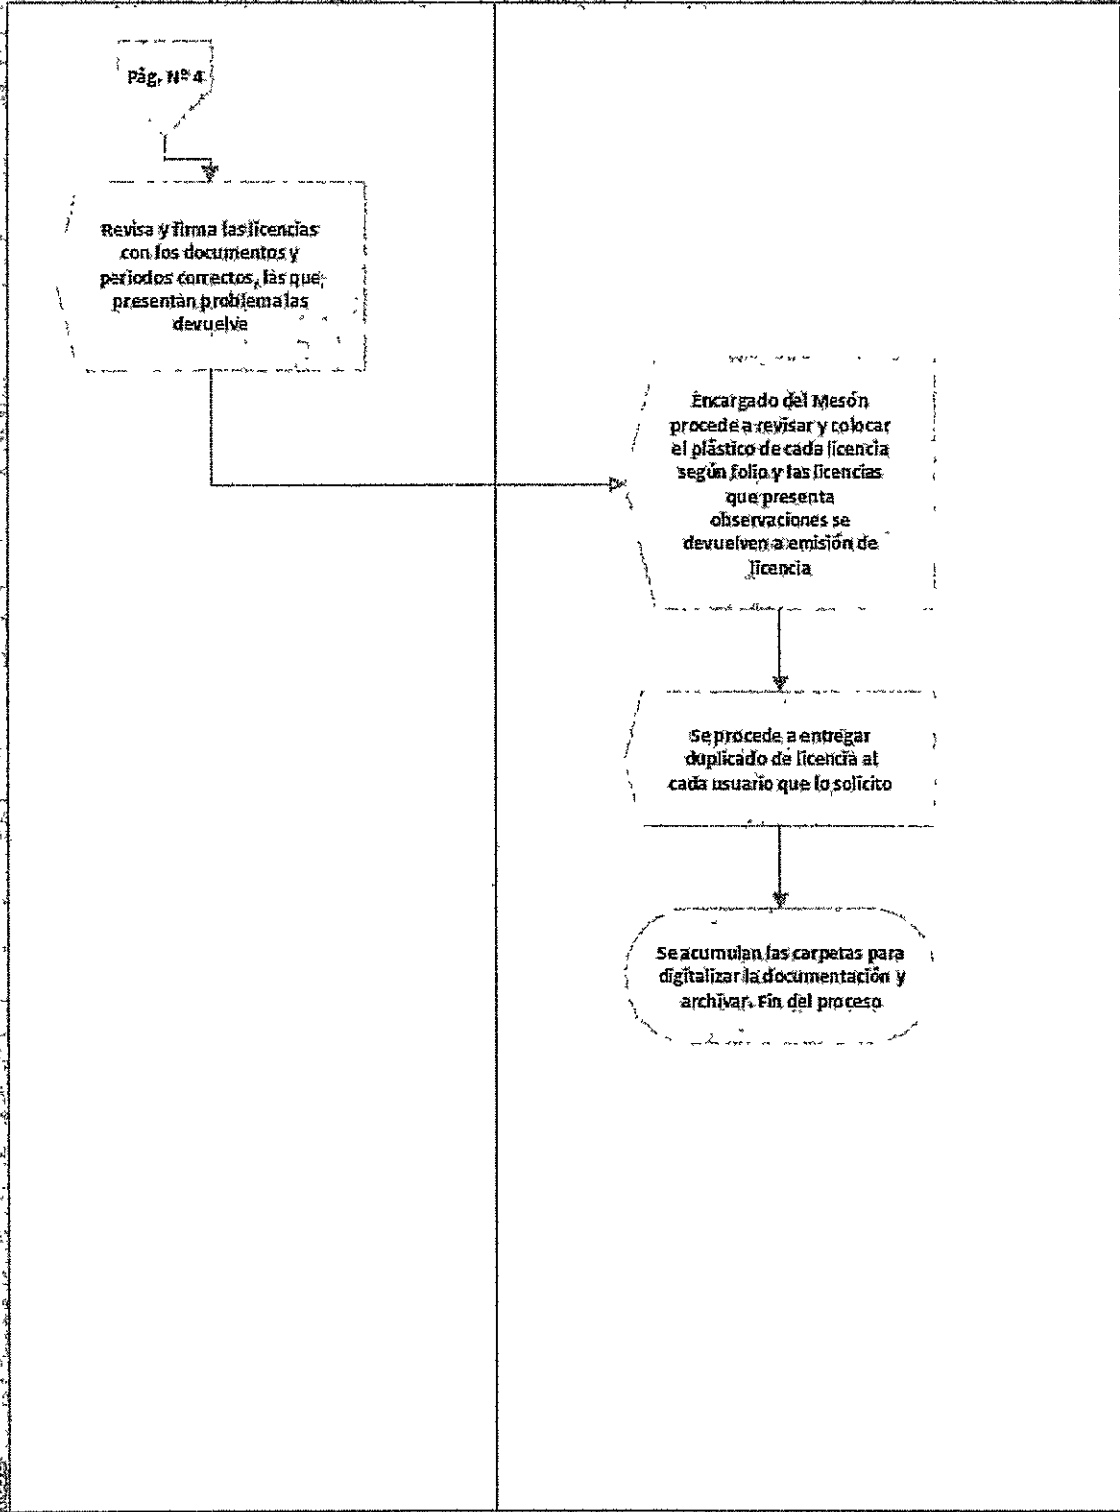 Pág. Nº 4
Revisa y firma las licencias
con los documentos y
periodos correctos, las que
presentan problema las
devuelve
Encargado del Mesón
procede a revisar y colocar
el plástico de cada licencia
según folio y las licencias
que presenta
observaciones se
devuelven a emisión de
licencia
Se procede a entregar
duplicado de licencia al
cada usuario que lo solicito
Se acumulan las carpetas para
digitalizar la documentación y
archivar. Fin del proceso